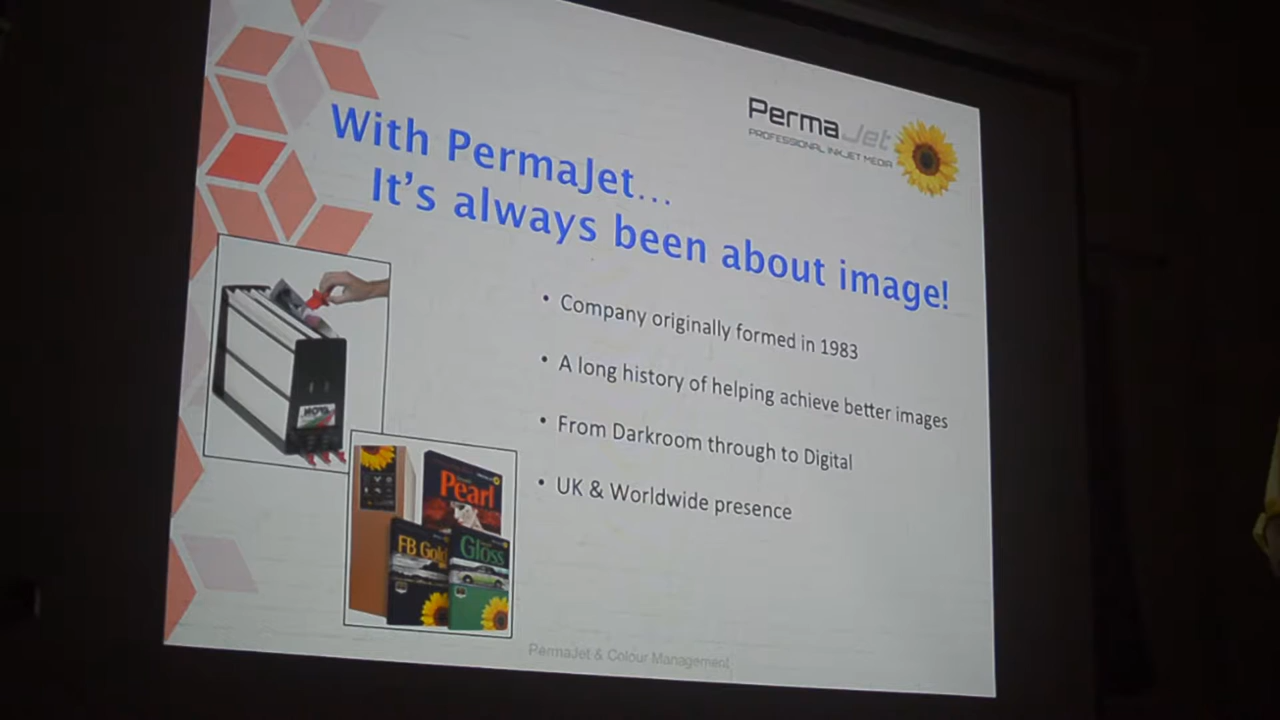 PermaJet
PROFESSIONAL INKJET MEDIA
With PermaJet...
It's always been about image!
• Company originally formed in 1983
• A long history of helping achieve better images
• From Darkroom through to Digital
• UK & Worldwide presence
NOVA
Pearl
FB Gold
Gloss
PermaJet & Colour Management